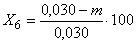 X₆ = (0,030 − m)/0,030 · 100